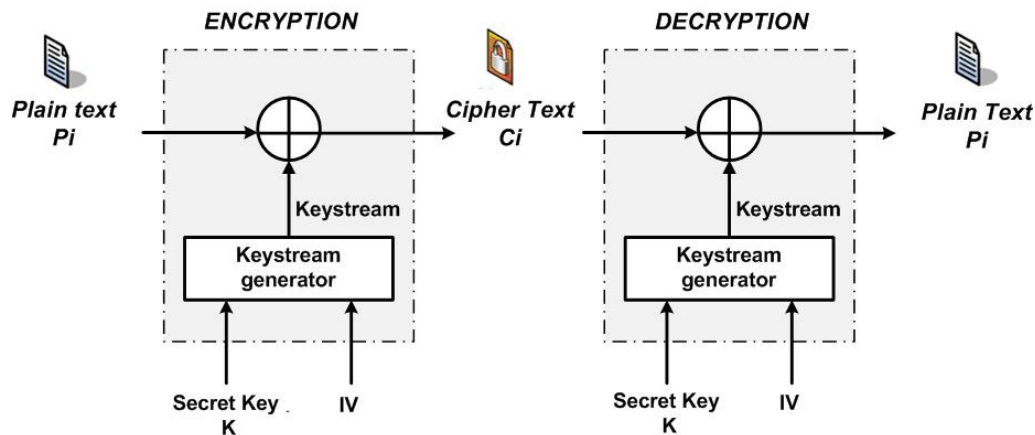 ENCRYPTION
DECRYPTION
Plain text
Pi
Cipher Text
Ci
Plain Text
Pi
Keystream
Keystream
Keystream
generator
Keystream
generator
Secret Key
K
IV
Secret Key
K
IV